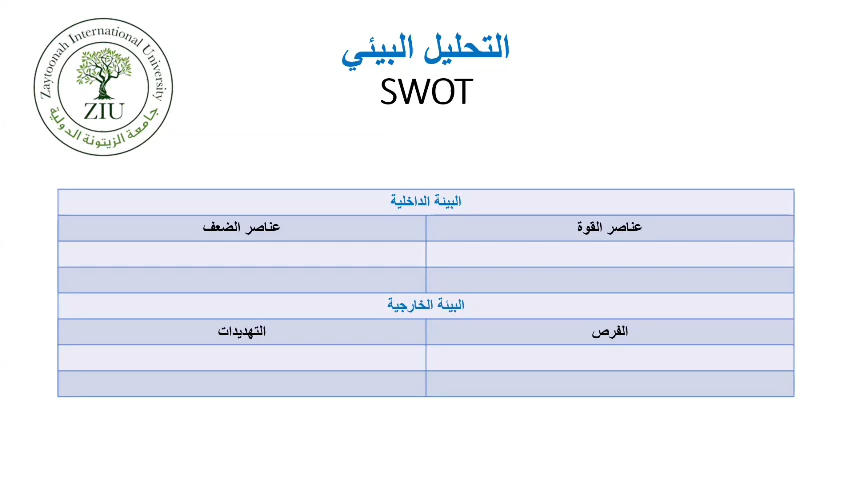 Zaytoonah International University
ZIU
جامعة الزيتونة الدولية
التحليل البيئي
SWOT
البيئة الداخلية
عناصر القوة
عناصر الضعف
البيئة الخارجية
الفرص
التهديدات